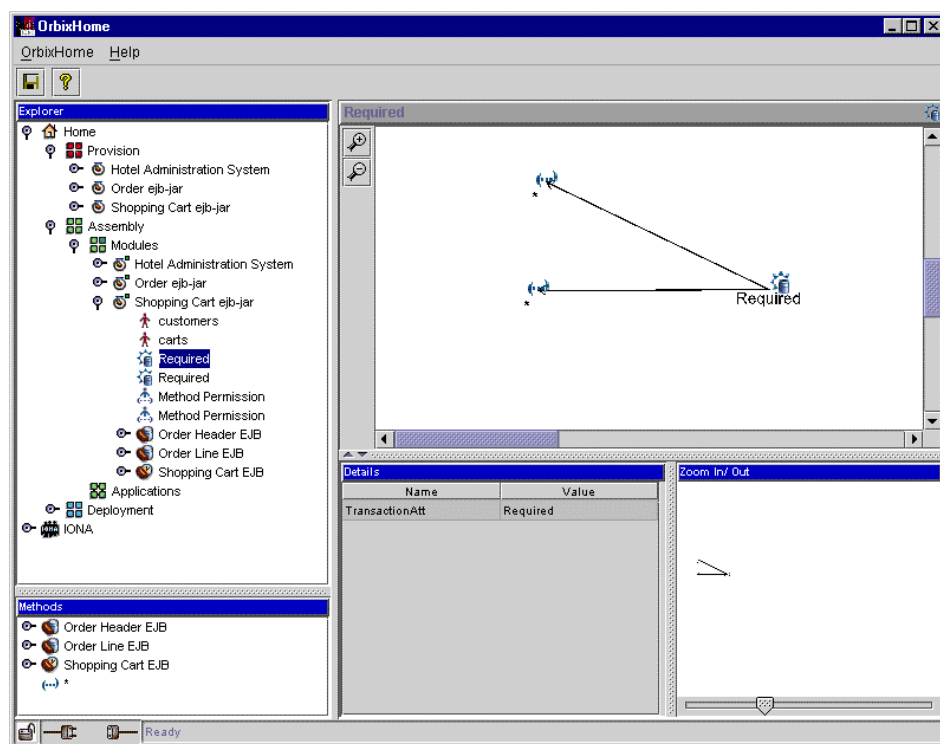 OrbixHome
OrbixHome Help
Explorer
Home
Provision
Hotel Administration System
Order ejb-jar
Shopping Cart ejb-jar
Assembly
Modules
Hotel Administration System
Order ejb-jar
Shopping Cart ejb-jar
customers
carts
Required
Required
Method Permission
Method Permission
Order Header EJB
Order Line EJB
Shopping Cart EJB
Applications
Deployment
IONA
Methods
Order Header EJB
Order Line EJB
Shopping Cart EJB
(···) *
Required
*
*
Required
Details
Name Value
TransactionAtt Required
Zoom In/ Out
Ready